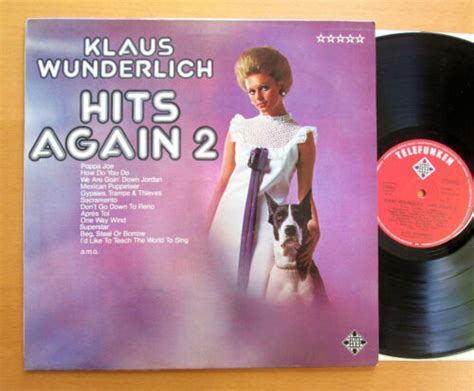 KLAUS
WUNDERLICH
HITS
AGAIN 2
Poppa Joe
How Do You Do
We Are Goin' Down Jordan
Mexican Puppeteer
Gypsies, Tramps & Thieves
Sacramento
Don't Go Down To Reno
Après Toi
One Way Wind
Superstar
Beg, Steal Or Borrow
I'd Like To Teach The World To Sing
a.m.o.
TELEFUNKEN